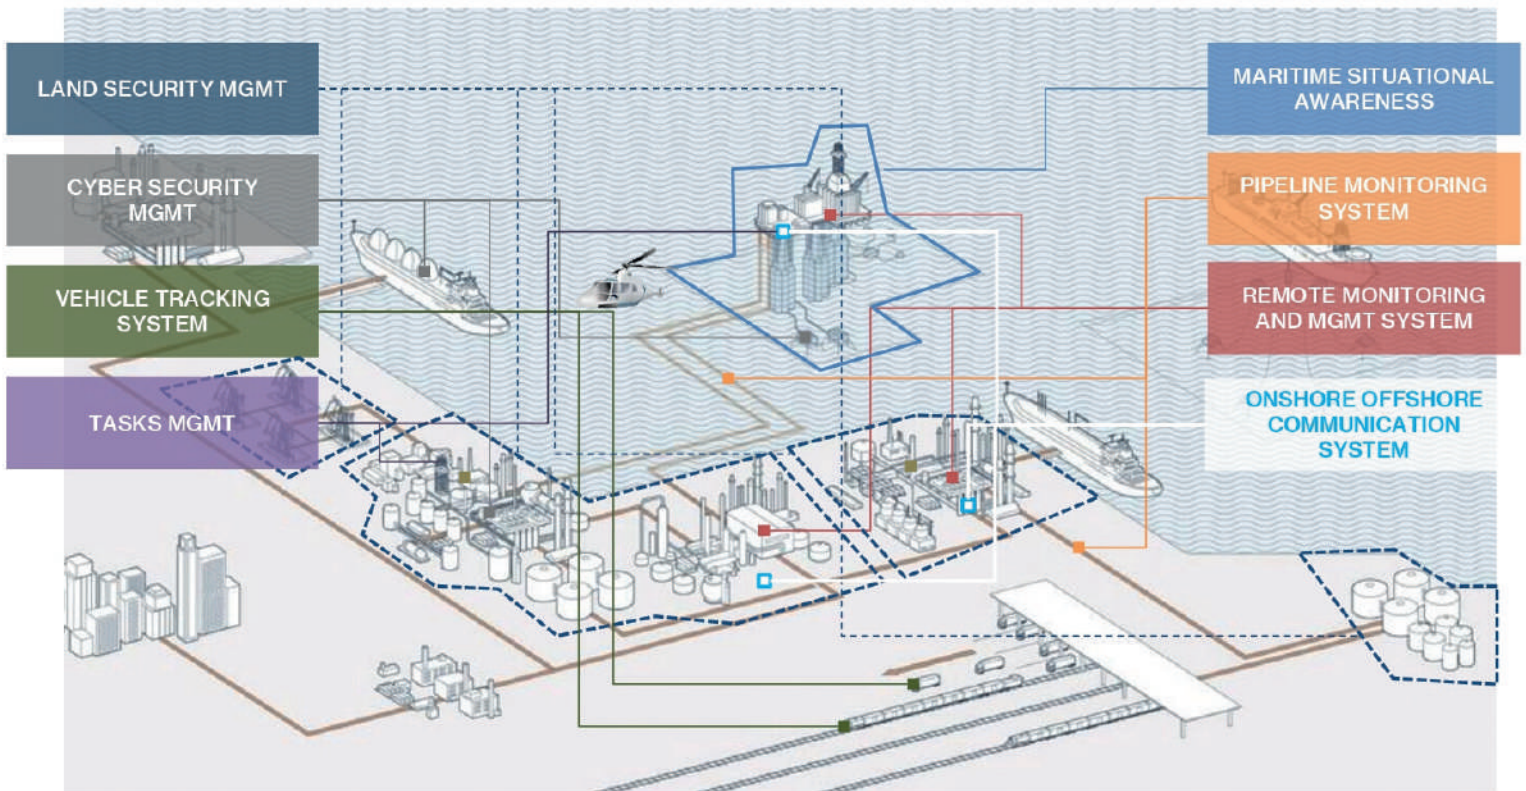 LAND SECURITY MGMT
CYBER SECURITY
MGMT
VEHICLE TRACKING
SYSTEM
TASKS MGMT
MARITIME SITUATIONAL
AWARENESS
PIPELINE MONITORING
SYSTEM
REMOTE MONITORING
AND MGMT SYSTEM
ONSHORE OFFSHORE
COMMUNICATION
SYSTEM